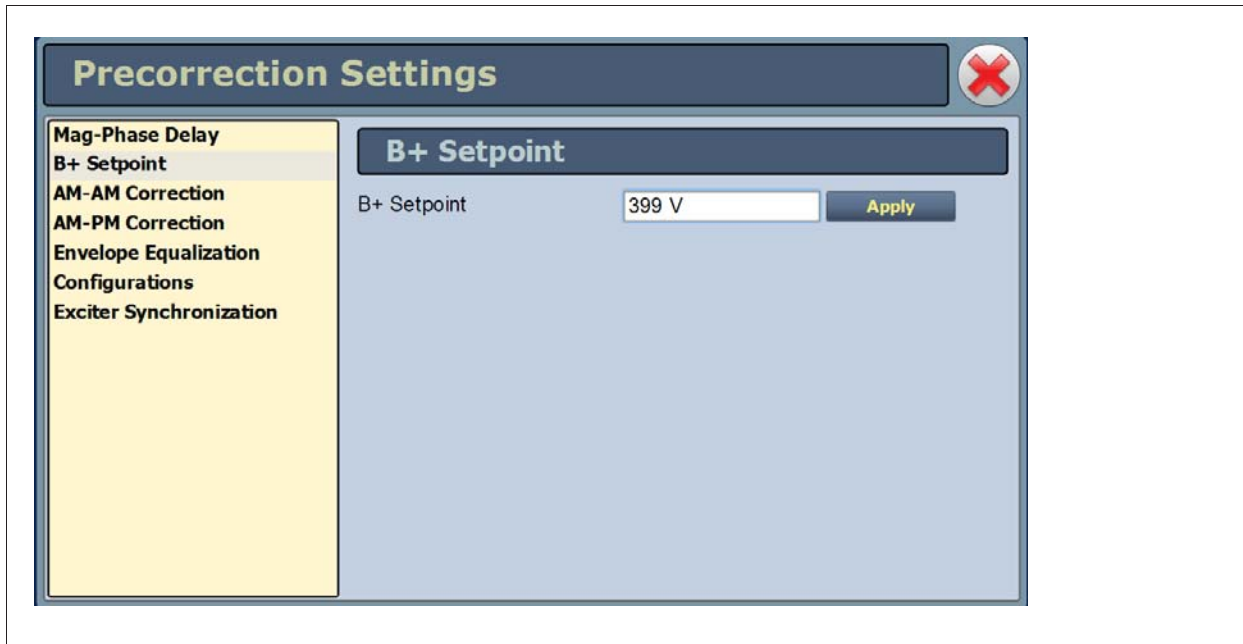 Precorrection Settings
Mag-Phase Delay
B+ Setpoint
AM-AM Correction
AM-PM Correction
Envelope Equalization
Configurations
Exciter Synchronization
B+ Setpoint
B+ Setpoint 399 V Apply